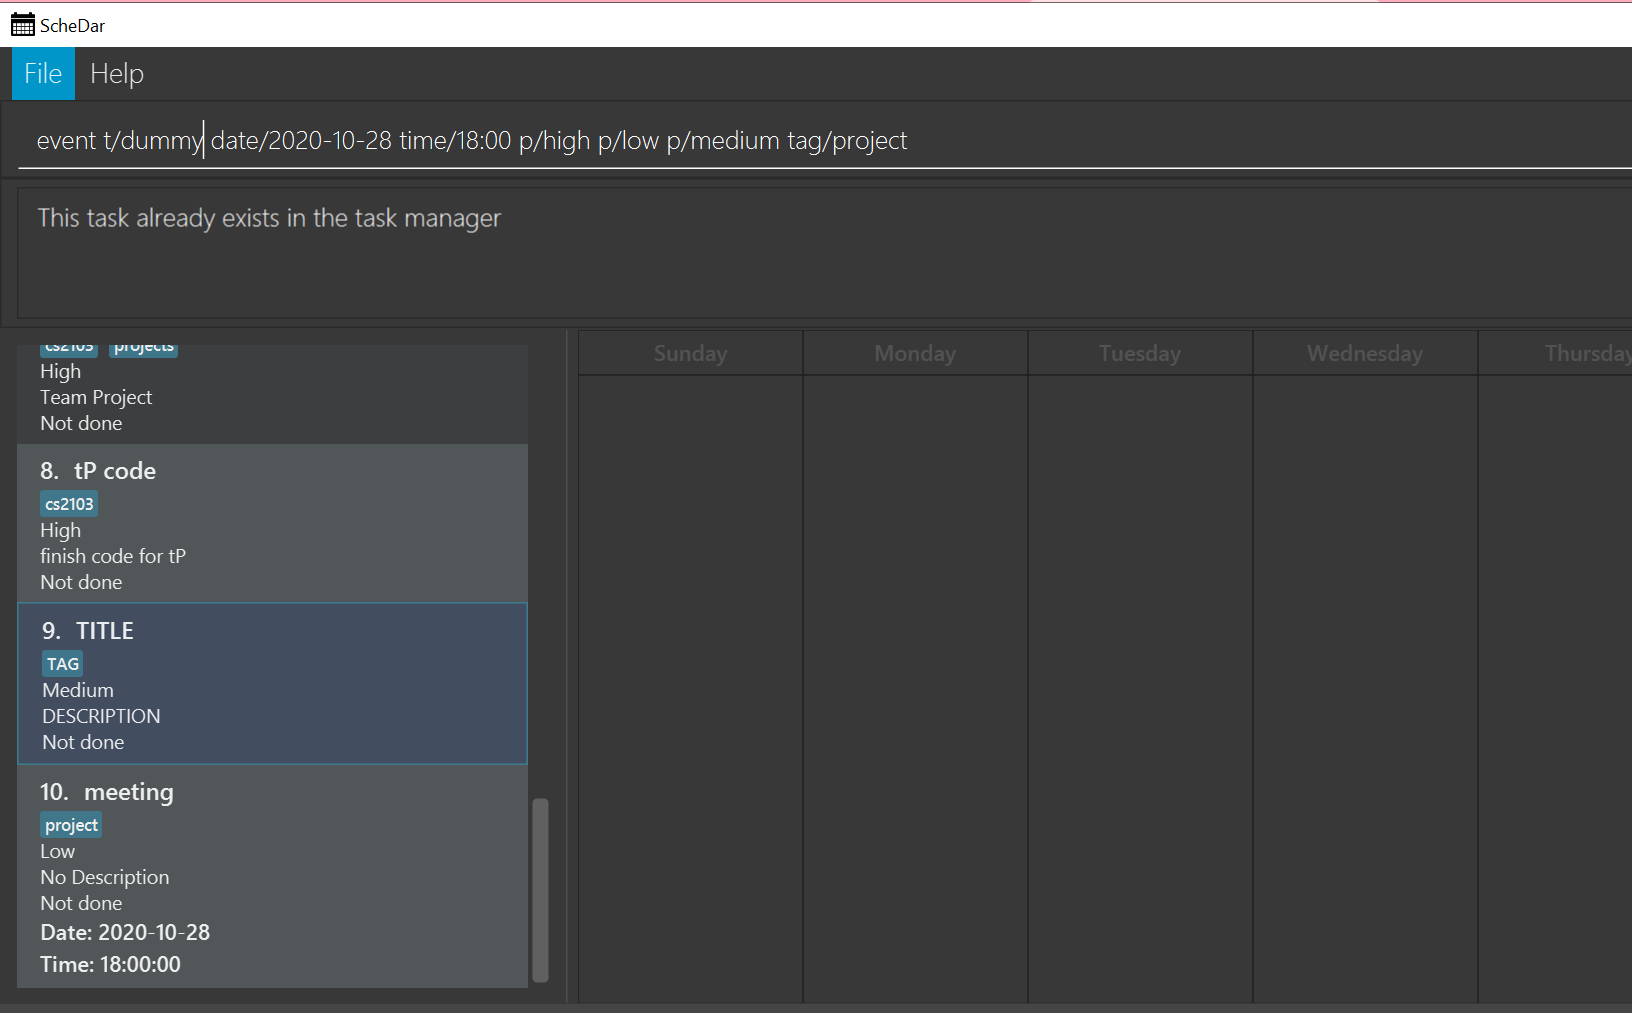 ScheDar
File Help
event t/dummy date/2020-10-28 time/18:00 p/high p/low p/medium tag/project
This task already exists in the task manager
Sunday Monday Tuesday Wednesday Thursday
cs2103 projects
High
Team Project
Not done
8. tP code
cs2103
High
finish code for tP
Not done
9. TITLE
TAG
Medium
DESCRIPTION
Not done
10. meeting
project
Low
No Description
Not done
Date: 2020-10-28
Time: 18:00:00